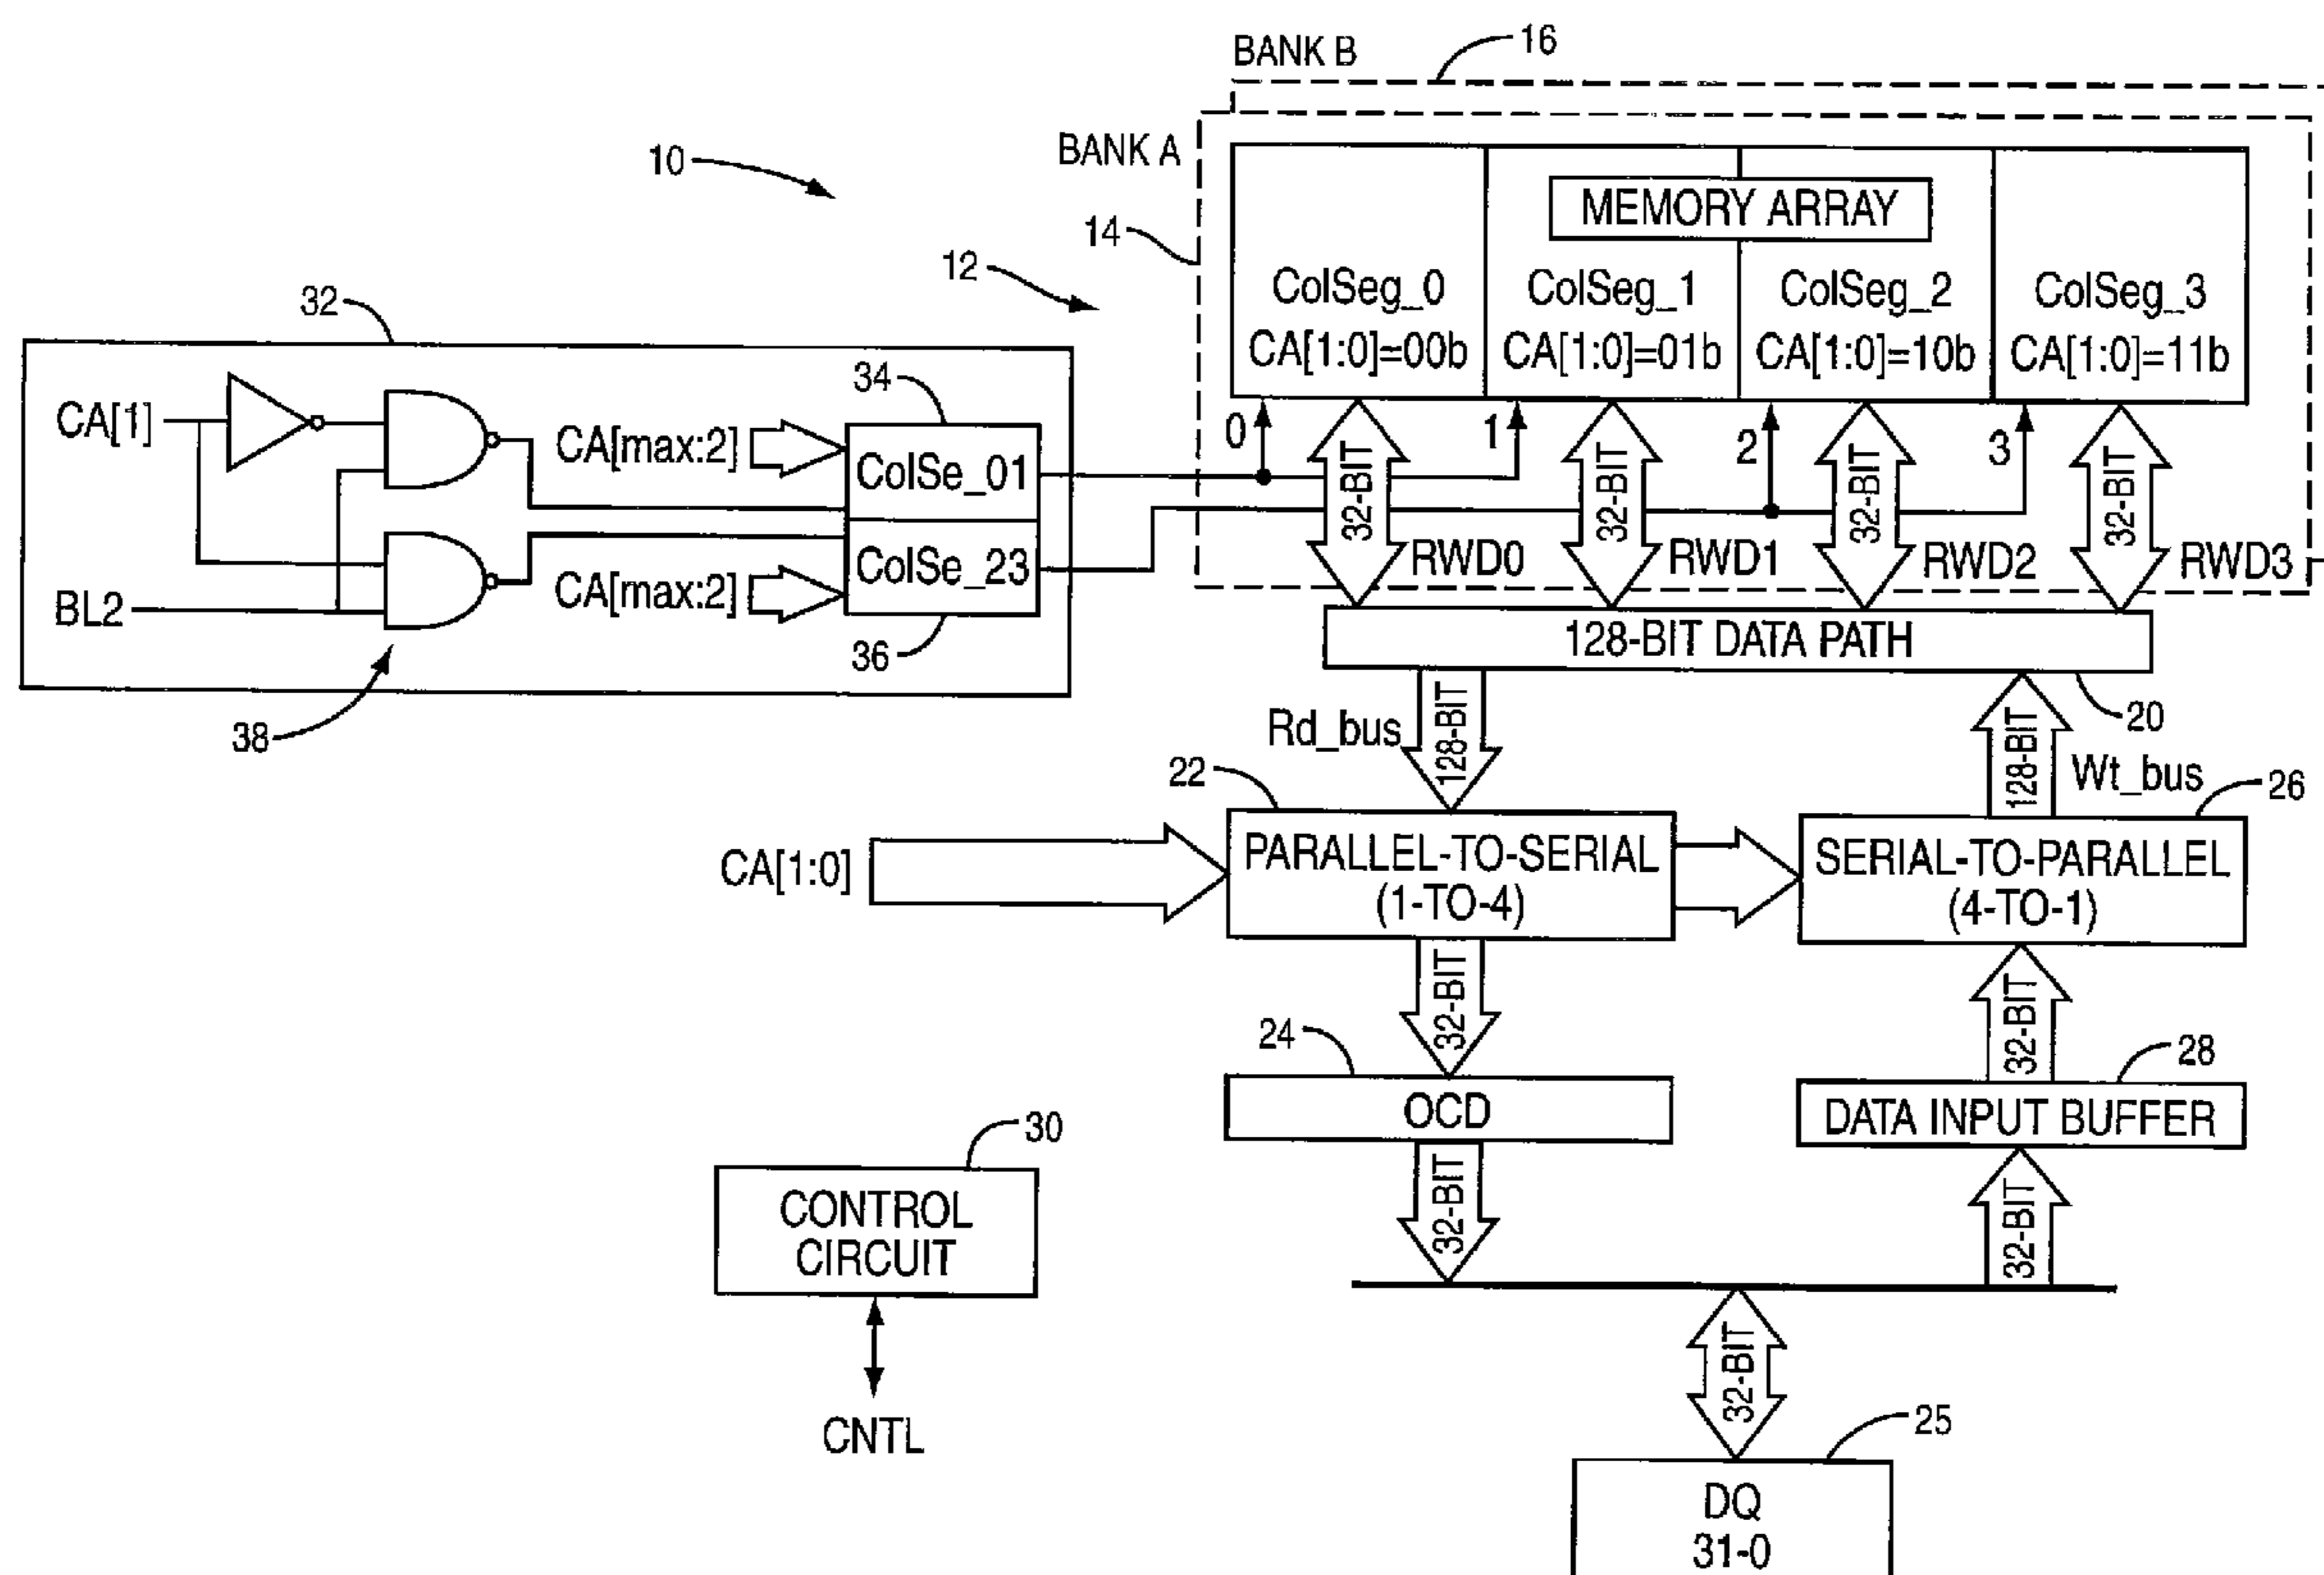 BANK B
16
10
BANK A
MEMORY ARRAY
14
12
ColSeg_0
ColSeg_1
ColSeg_2
ColSeg_3
CA[1:0]=00b
CA[1:0]=01b
CA[1:0]=10b
CA[1:0]=11b
32
34
CA[1]
CA[max:2]
ColSe_01
0
1
2
3
32-BIT
32-BIT
32-BIT
32-BIT
RWD0
RWD1
RWD2
RWD3
BL2
CA[max:2]
ColSe_23
36
38
128-BIT DATA PATH
20
Rd_bus
128-BIT
128-BIT
Wt_bus
22
26
CA[1:0]
PARALLEL-TO-SERIAL
(1-TO-4)
SERIAL-TO-PARALLEL
(4-TO-1)
32-BIT
32-BIT
24
28
OCD
DATA INPUT BUFFER
30
CONTROL
CIRCUIT
32-BIT
32-BIT
CNTL
32-BIT
25
DQ
31-0